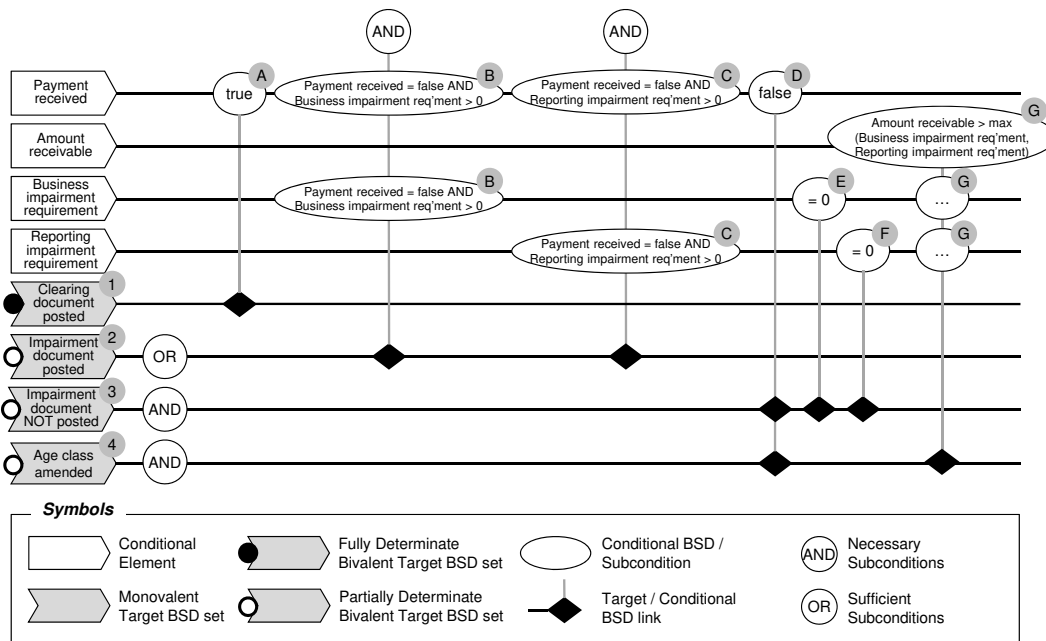 AND
AND
Payment
received
true
A
Payment received = false AND
Business impairment req'ment > 0
B
Payment received = false AND
Reporting impairment req'ment > 0
C
false
D
Amount
receivable
Amount receivable > max
(Business impairment req'ment,
Reporting impairment req'ment)
G
Business
impairment
requirement
Payment received = false AND
Business impairment req'ment > 0
B
= 0
E
...
G
Reporting
impairment
requirement
Payment received = false AND
Reporting impairment req'ment > 0
C
= 0
F
...
G
Clearing
document
posted
1
Impairment
document
posted
2
OR
Impairment
document
NOT posted
3
AND
Age class
amended
4
AND
Symbols
Conditional
Element
Fully Determinate
Bivalent Target BSD set
Conditional BSD /
Subcondition
AND
Necessary
Subconditions
Monovalent
Target BSD set
Partially Determinate
Bivalent Target BSD set
Target / Conditional
BSD link
OR
Sufficient
Subconditions